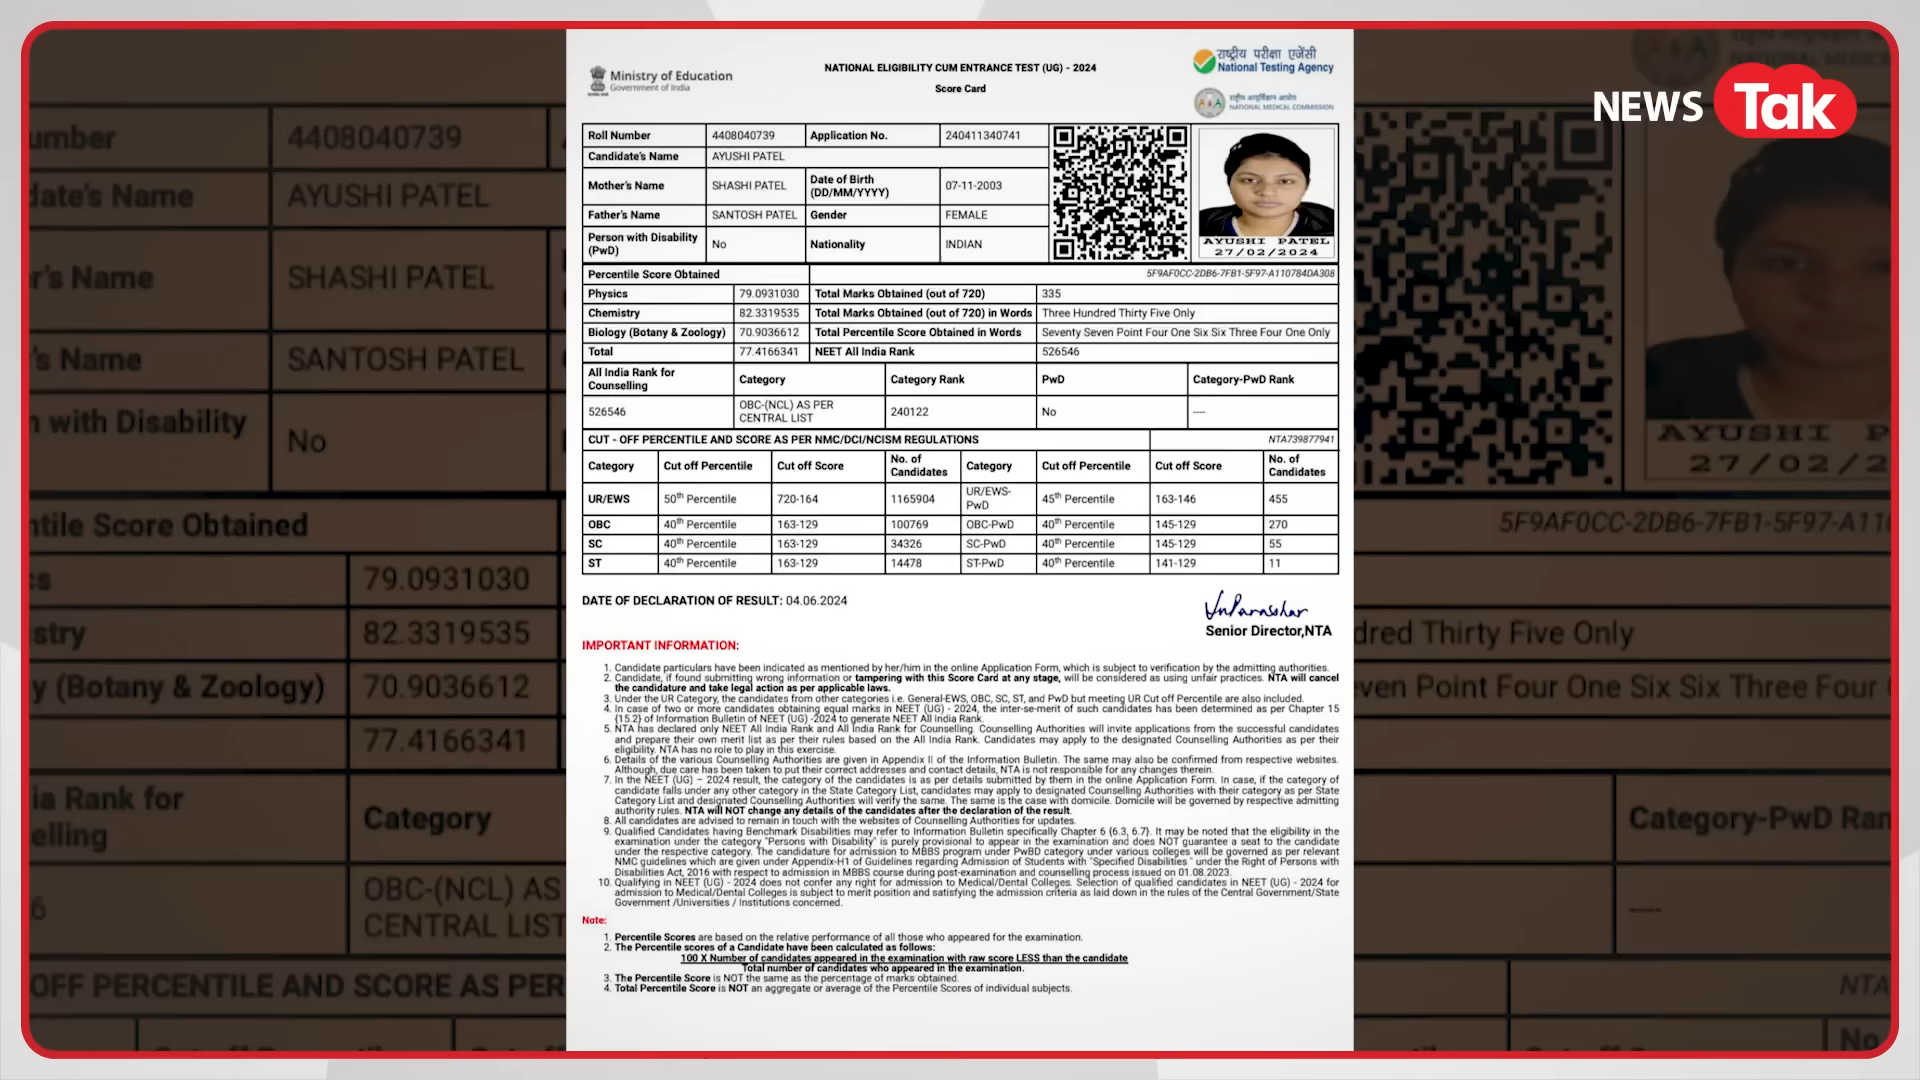 NEWS Tak
Ministry of Education
Government of India
NATIONAL ELIGIBILITY CUM ENTRANCE TEST (UG) - 2024
Score Card
राष्ट्रीय परीक्षा एजेंसी
National Testing Agency
राष्ट्रीय आयुर्विज्ञान आयोग
NATIONAL MEDICAL COMMISSION
Roll Number 4408040739 Application No. 240411340741
Candidate's Name AYUSHI PATEL
Mother's Name SHASHI PATEL Date of Birth (DD/MM/YYYY) 07-11-2003
Father's Name SANTOSH PATEL Gender FEMALE
Person with Disability (PwD) No Nationality INDIAN
AYUSHI PATEL
27/02/2024
Percentile Score Obtained 5F9AF0CC-2DB6-7FB1-5F97-A110784DA308
Physics 79.0931030 Total Marks Obtained (out of 720) 335
Chemistry 82.3319535 Total Marks Obtained (out of 720) in Words Three Hundred Thirty Five Only
Biology (Botany & Zoology) 70.9036612 Total Percentile Score Obtained in Words Seventy Seven Point Four One Six Six Three Four One Only
Total 77.4166341 NEET All India Rank 526546
All India Rank for Counselling Category Category Rank PwD Category-PwD Rank
526546 OBC-(NCL) AS PER CENTRAL LIST 240122 No ----
CUT - OFF PERCENTILE AND SCORE AS PER NMC/DCI/NCISM REGULATIONS NTA739877941
Category Cut off Percentile Cut off Score No. of Candidates Category Cut off Percentile Cut off Score No. of Candidates
UR/EWS 50th Percentile 720-164 1165904 UR/EWS-PwD 45th Percentile 163-146 455
OBC 40th Percentile 163-129 100769 OBC-PwD 40th Percentile 145-129 270
SC 40th Percentile 163-129 34326 SC-PwD 40th Percentile 145-129 55
ST 40th Percentile 163-129 14478 ST-PwD 40th Percentile 141-129 11
DATE OF DECLARATION OF RESULT: 04.06.2024
Senior Director,NTA
IMPORTANT INFORMATION:
1. Candidate particulars have been indicated as mentioned by her/him in the online Application Form, which is subject to verification by the admitting authorities.
2. Candidate, if found submitting wrong information or tampering with this Score Card at any stage, will be considered as using unfair practices. NTA will cancel
the candidature and take legal action as per applicable laws.
3. Under the UR Category, the candidates from other categories i.e. General-EWS, OBC, SC, ST, and PwD but meeting UR Cut off Percentile are also included.
4. In case of two or more candidates obtaining equal marks in NEET (UG) - 2024, the inter-se-merit of such candidates has been determined as per Chapter 15
{15.2} of Information Bulletin of NEET (UG) -2024 to generate NEET All India Rank.
5. NTA has declared only NEET All India Rank and All India Rank for Counselling. Counselling Authorities will invite applications from the successful candidates
and prepare their own merit list as per their rules based on the All India Rank. Candidates may apply to the designated Counselling Authorities as per their
eligibility. NTA has no role to play in this exercise.
6. Details of the various Counselling Authorities are given in Appendix II of the Information Bulletin. The same may also be confirmed from respective websites.
Although, due care has been taken to put their correct addresses and contact details, NTA is not responsible for any changes therein.
7. In the NEET (UG) – 2024 result, the category of the candidates is as per details submitted by them in the online Application Form. In case, if the category of
candidate falls under any other category in the State Category List, candidates may apply to designated Counselling Authorities with their category as per State
Category List and designated Counselling Authorities will verify the same. The same is the case with domicile. Domicile will be governed by respective admitting
authority rules. NTA will NOT change any details of the candidates after the declaration of the result.
8. All candidates are advised to remain in touch with the websites of Counselling Authorities for updates.
9. Qualified Candidates having Benchmark Disabilities may refer to Information Bulletin specifically Chapter 6 {6.3, 6.7}. It may be noted that the eligibility in the
examination under the category "Persons with Disability" is purely provisional to appear in the examination and does NOT guarantee a seat to the candidate
under the respective category. The candidature for admission to MBBS program under PwBD category under various colleges will be governed as per relevant
NMC guidelines which are given under Appendix-H1 of Guidelines regarding Admission of Students with "Specified Disabilities " under the Right of Persons with
Disabilities Act, 2016 with respect to admission in MBBS course during post-examination and counselling process issued on 01.08.2023.
10. Qualifying in NEET (UG) - 2024 does not confer any right for admission to Medical/Dental Colleges. Selection of qualified candidates in NEET (UG) - 2024 for
admission to Medical/Dental Colleges is subject to merit position and satisfying the admission criteria as laid down in the rules of the Central Government/State
Government /Universities / Institutions concerned.
Note:
1. Percentile Scores are based on the relative performance of all those who appeared for the examination.
2. The Percentile scores of a Candidate have been calculated as follows:
100 X Number of candidates appeared in the examination with raw score LESS than the candidate
Total number of candidates who appeared in the examination.
3. The Percentile Score is NOT the same as the percentage of marks obtained.
4. Total Percentile Score is NOT an aggregate or average of the Percentile Scores of individual subjects.